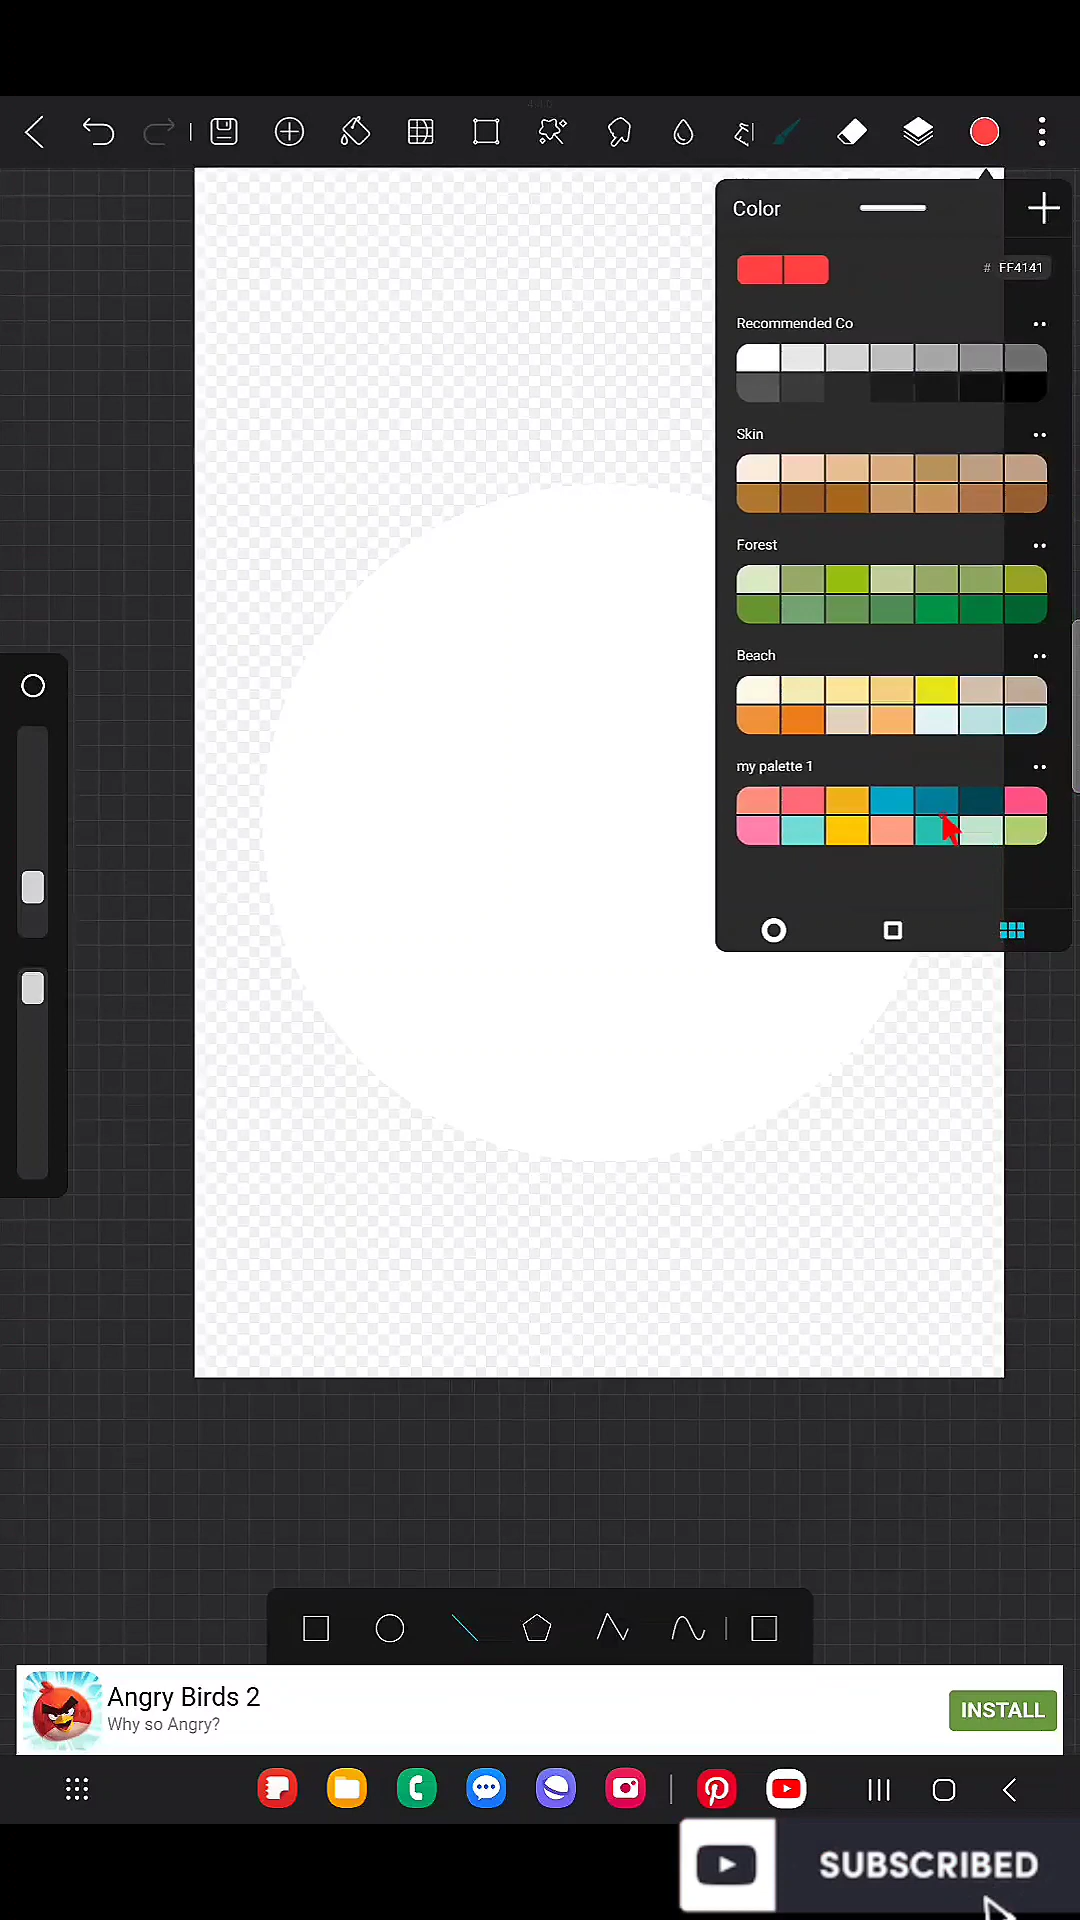 Color
# FF4141
Recommended Co
Skin
Forest
Beach
my palette 1
Angry Birds 2
Why so Angry?
INSTALL
SUBSCRIBED